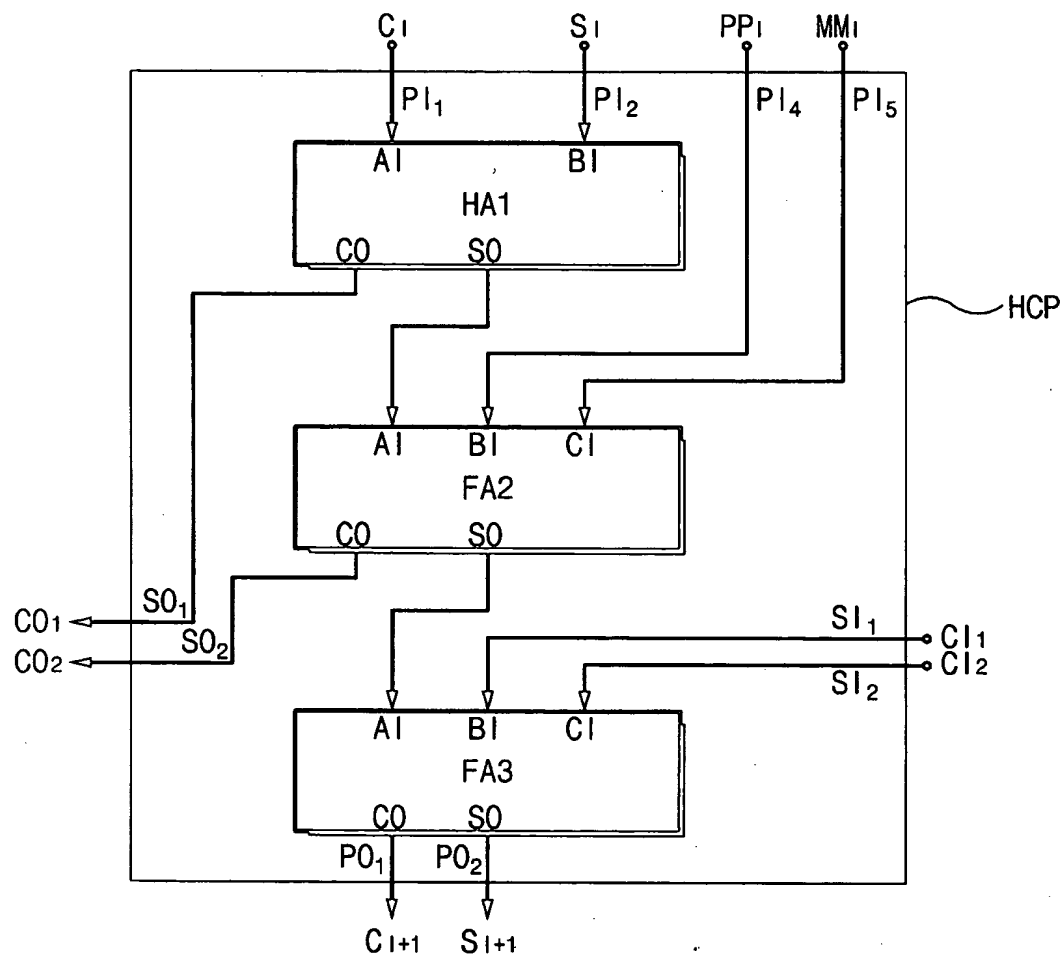 CI SI PPI MMI
PI1 PI2 PI4 PI5
AI BI
HA1
CO SO
HCP
AI BI CI
FA2
CO SO
SO1
CO1
SO2
CO2
SI1
CI1
CI2
SI2
AI BI CI
FA3
CO SO
PO1 PO2
CI+1 SI+1